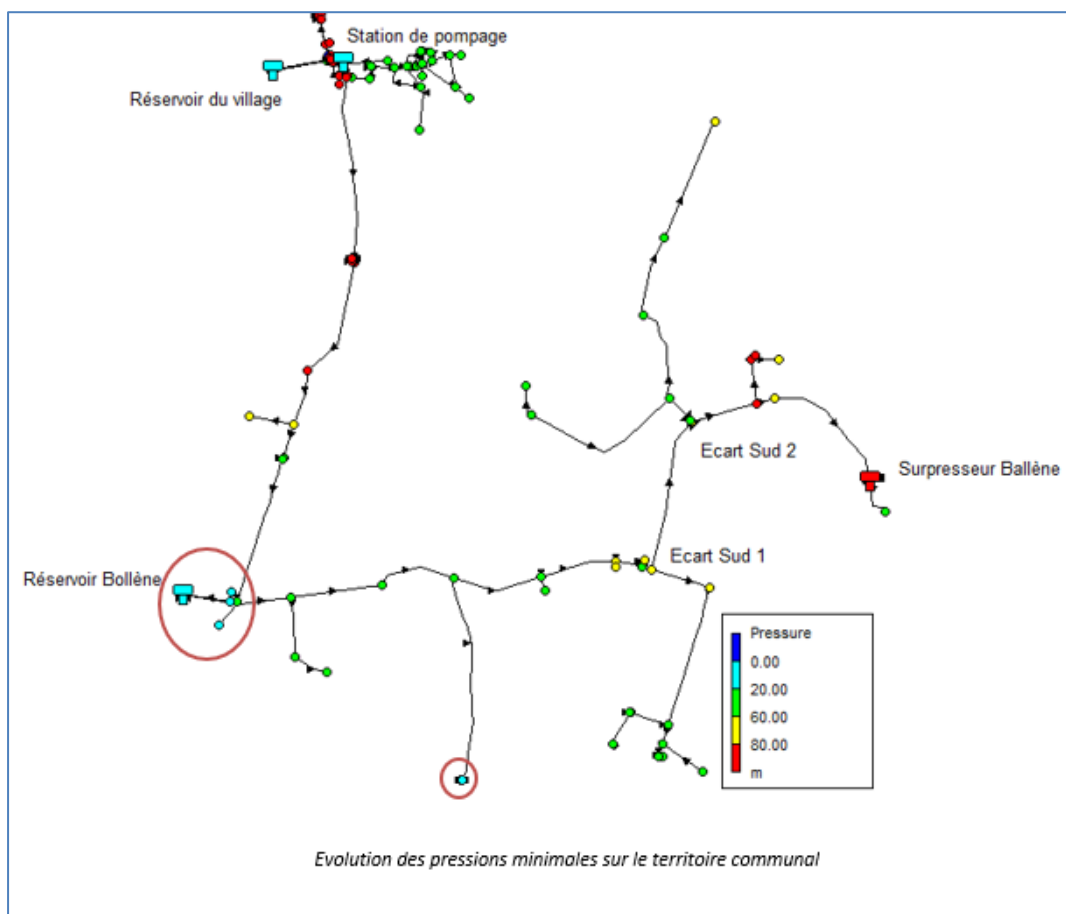 Station de pompage
Réservoir du village
Ecart Sud 2
Surpresseur Ballène
Réservoir Bollène
Ecart Sud 1
Pressure
0.00
20.00
60.00
80.00
m
Evolution des pressions minimales sur le territoire communal